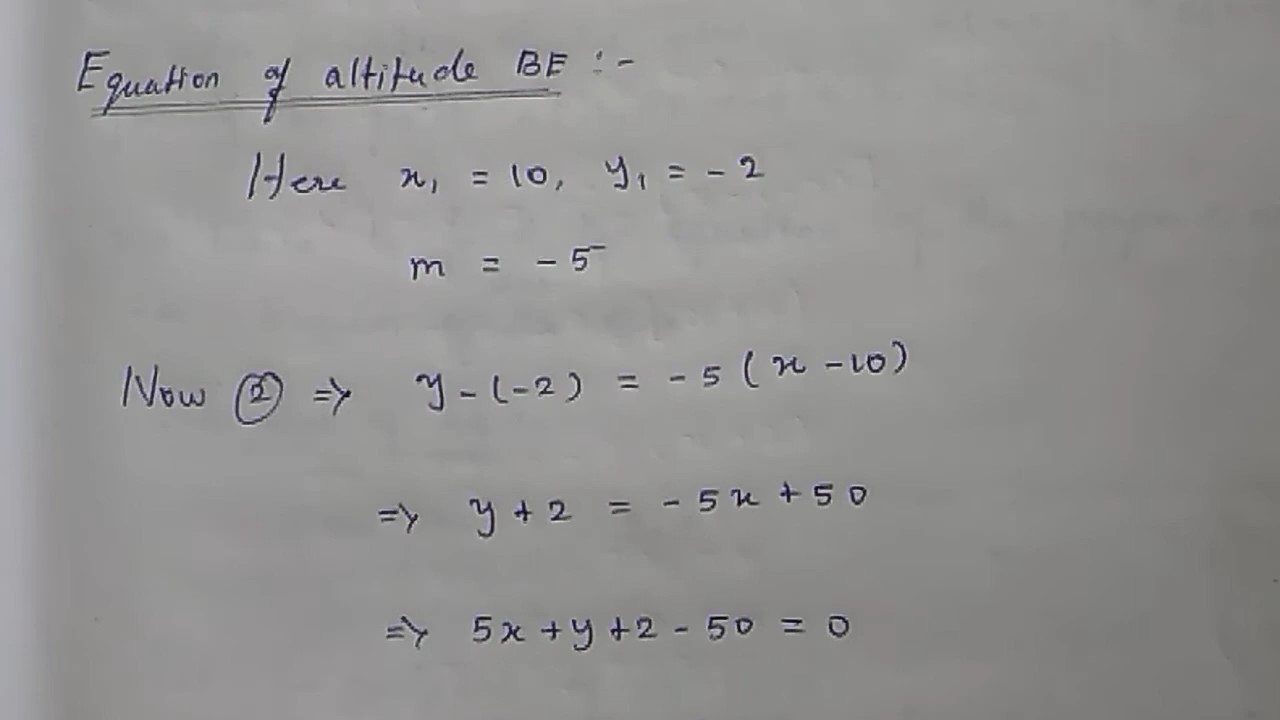 Equation of altitude BE :-
Here x₁ = 10, y₁ = -2
m = -5
Now ② => y-(-2) = -5(x-10)
=> y+2 = -5x+50
=> 5x+y+2-50 = 0